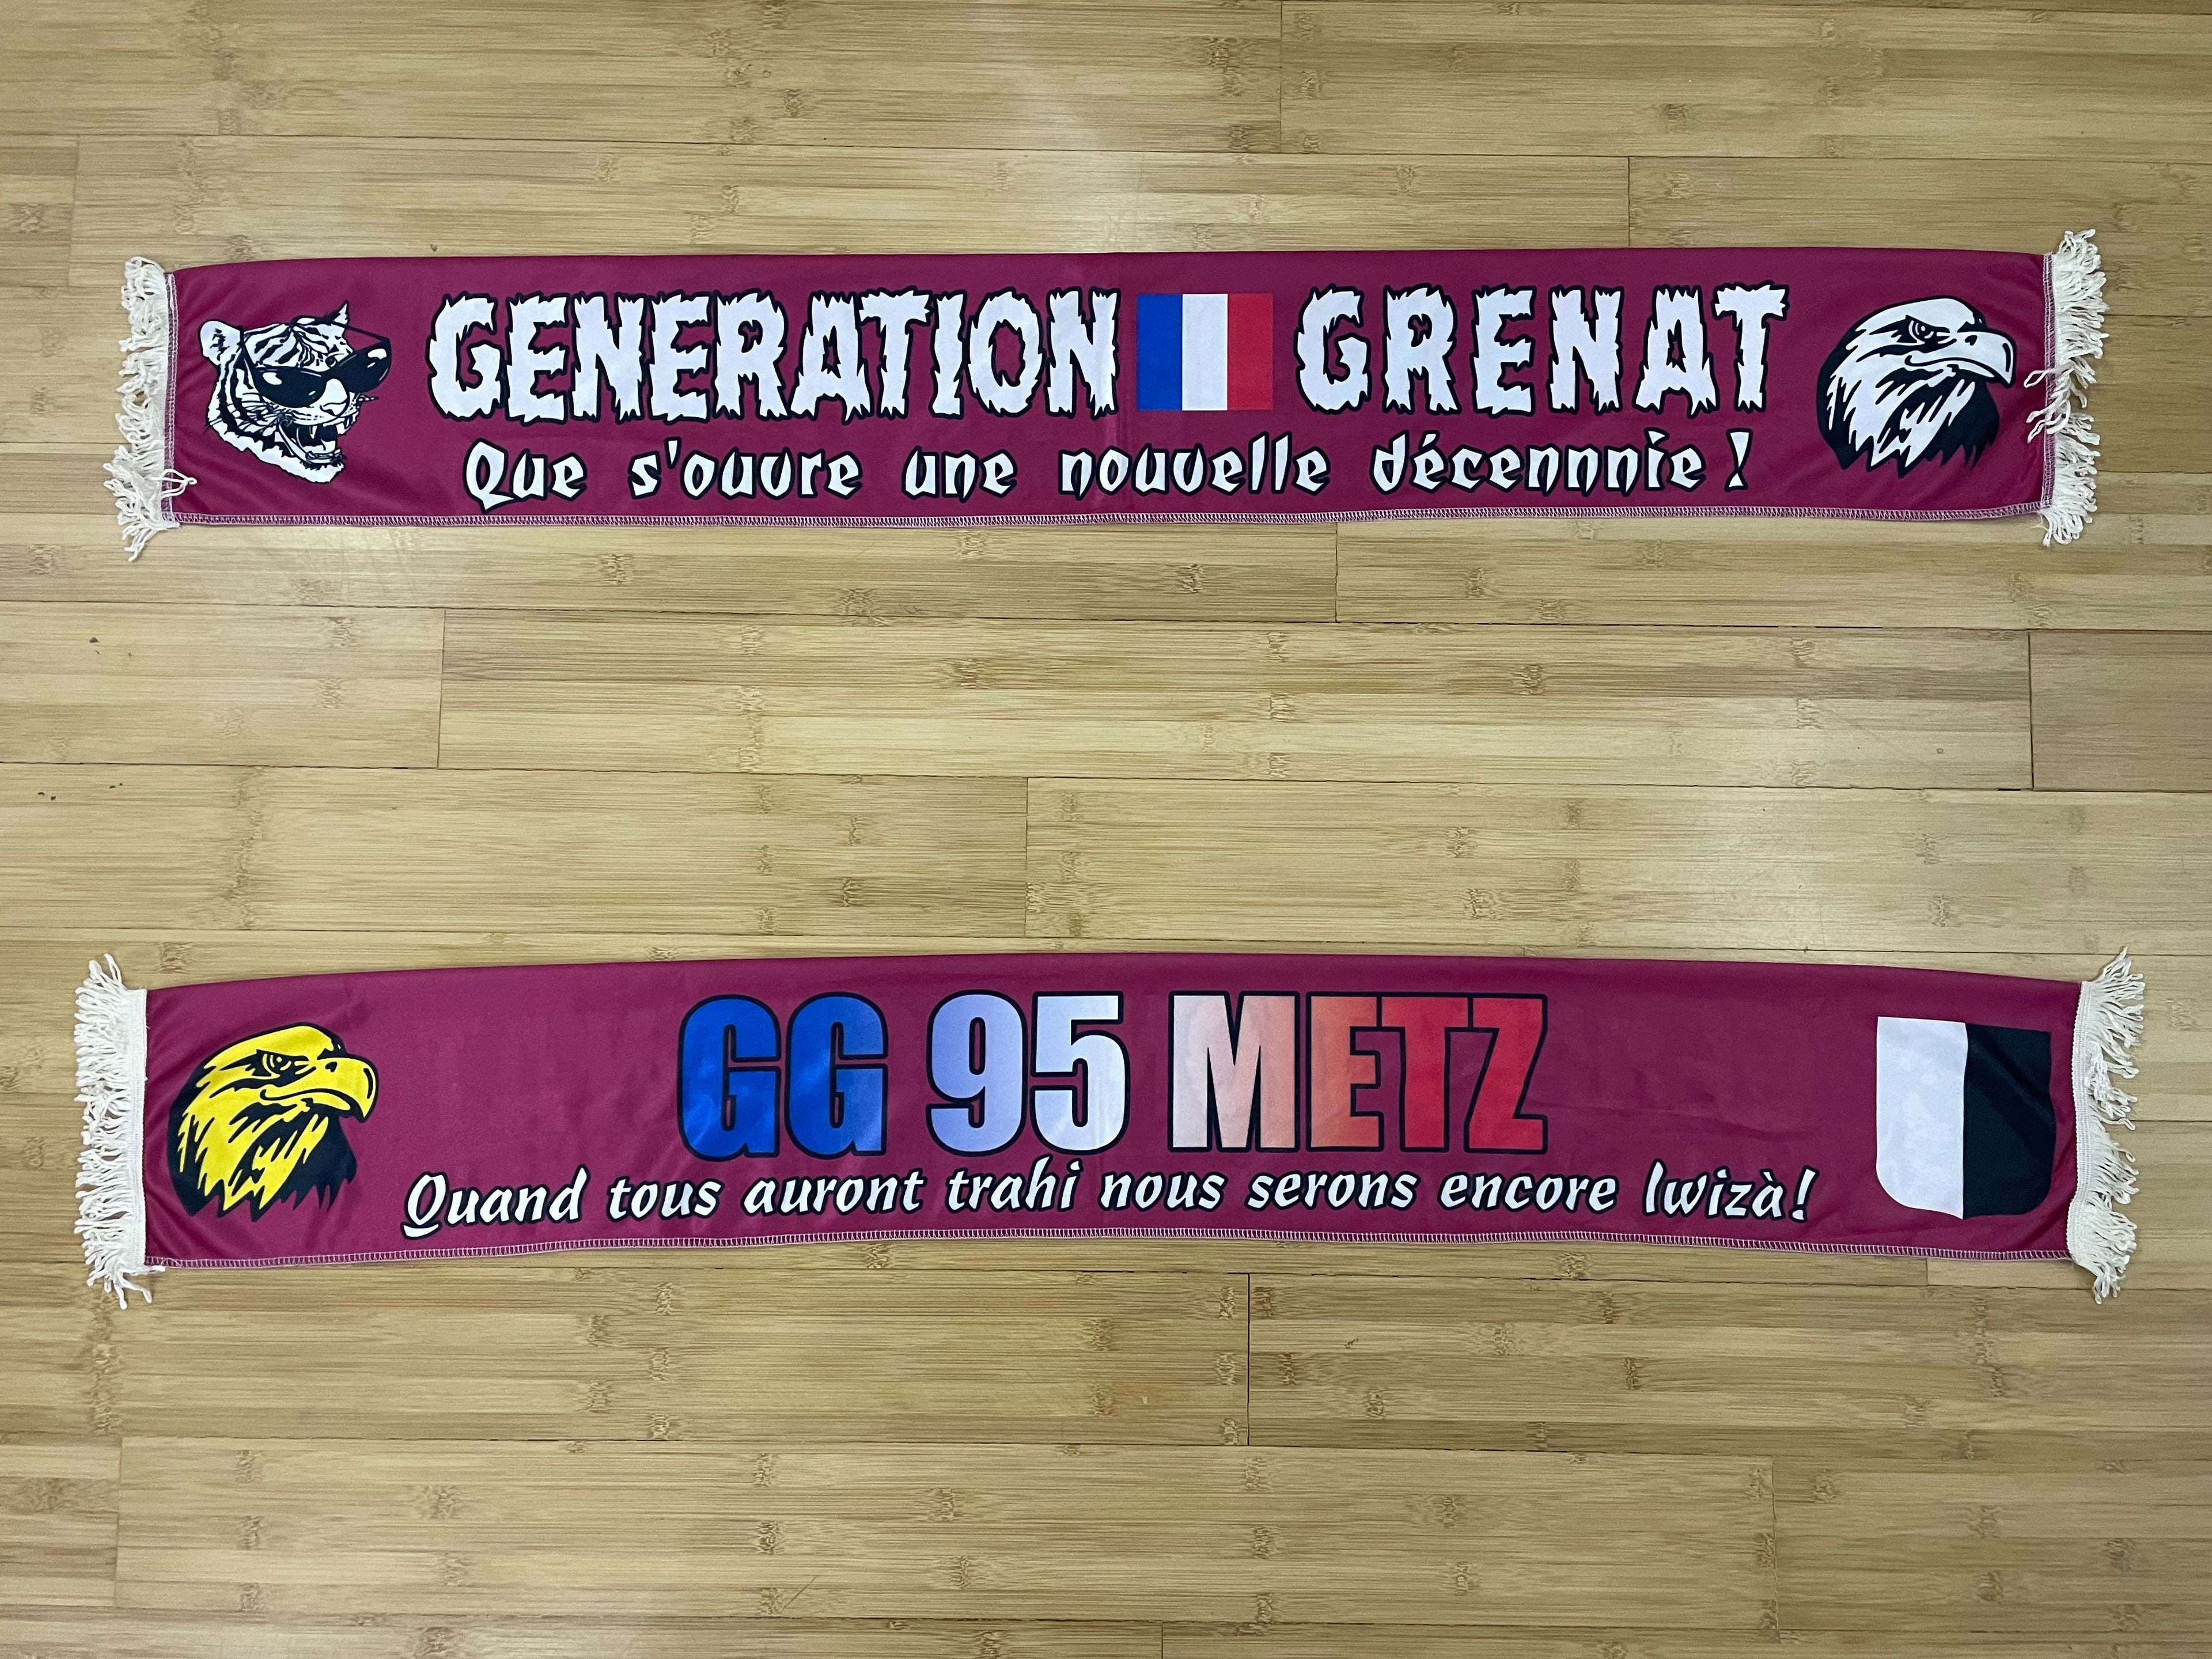 GENERATION GRENAT
Que s'ouvre une nouvelle décennnie !
GG 95 METZ
Quand tous auront trahi nous serons encore lwizà!